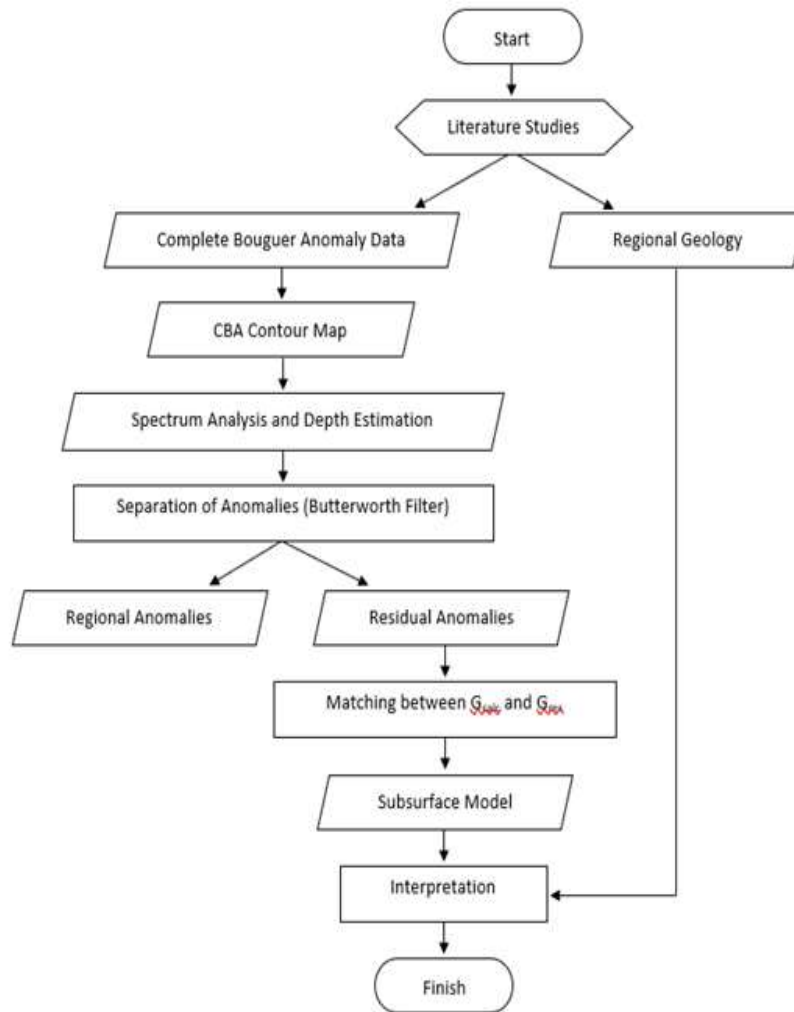 Start
Literature Studies
Complete Bouguer Anomaly Data
Regional Geology
CBA Contour Map
Spectrum Analysis and Depth Estimation
Separation of Anomalies (Butterworth Filter)
Regional Anomalies
Residual Anomalies
Matching between Gcalc and G
Subsurface Model
Interpretation
Finish